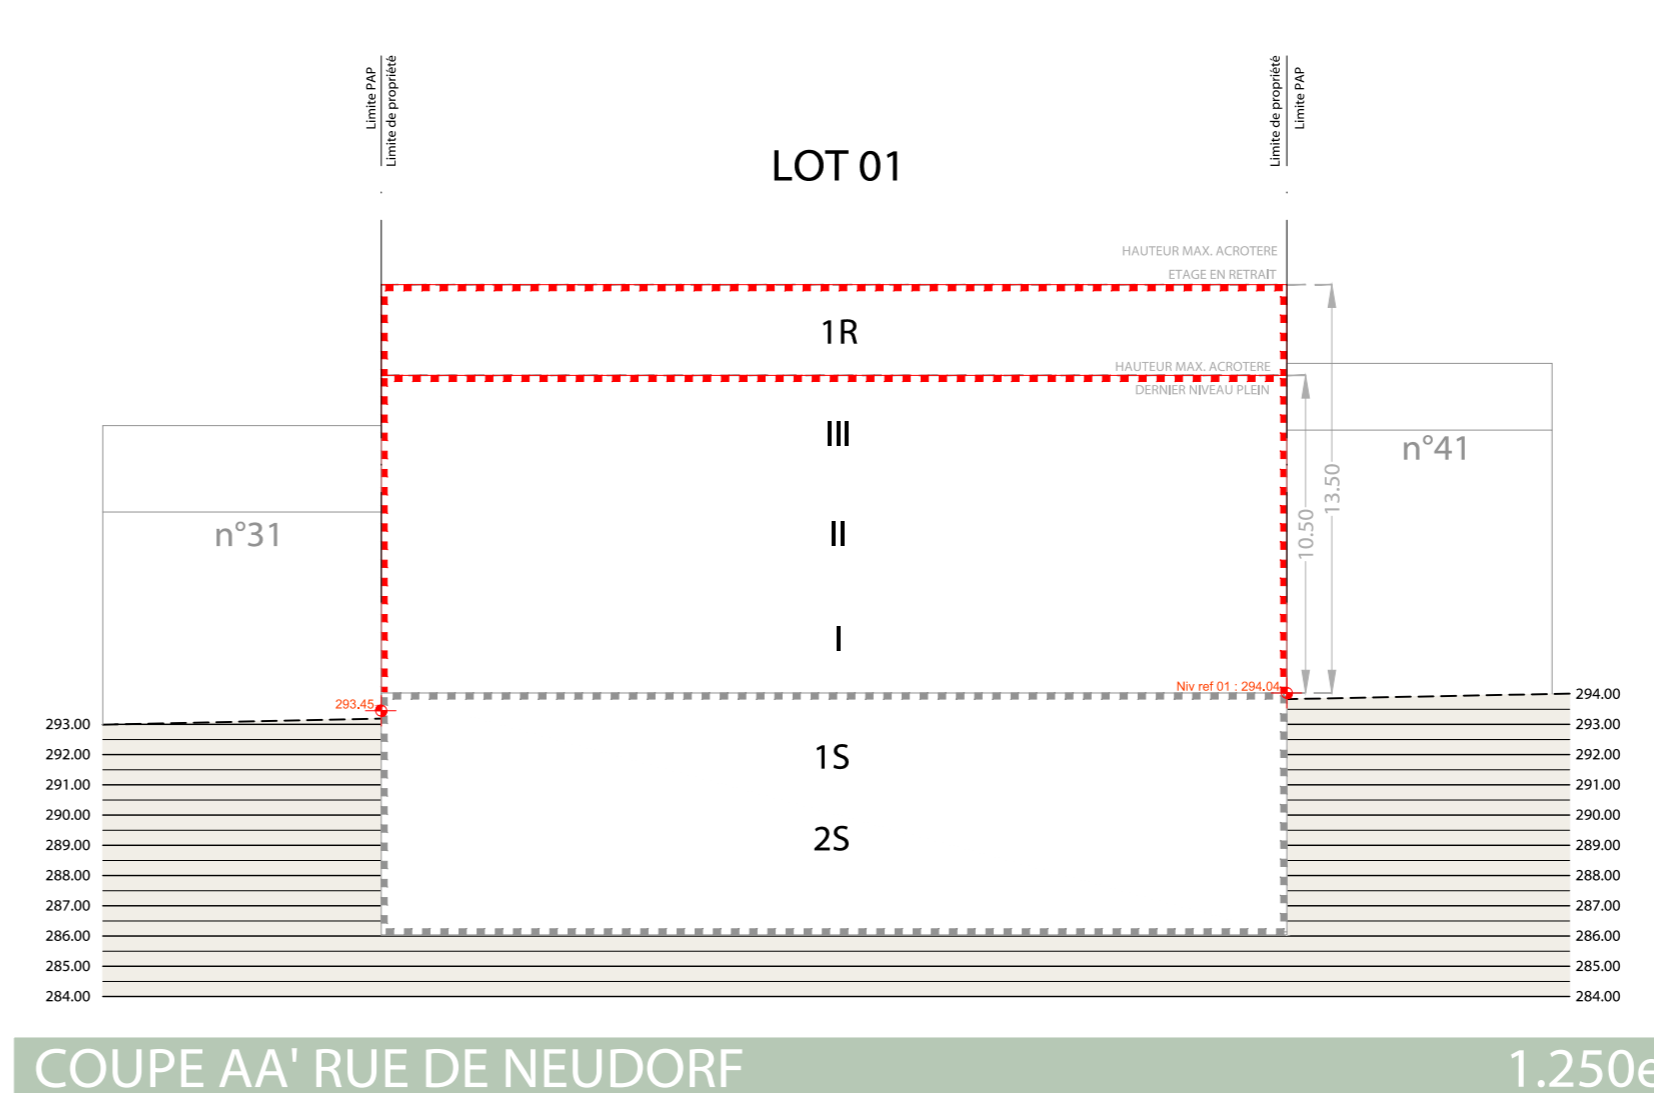 Limite PAP
Limite de propriété
Limite de propriété
Limite PAP
LOT 01
HAUTEUR MAX. ACROTERE
ETAGE EN RETRAIT
1R
HAUTEUR MAX. ACROTERE
DERNIER NIVEAU PLEIN
III
n°41
13.50
10.50
n°31
II
I
Niv ref 01 : 294.04
293.45
294.00
293.00
293.00
292.00
292.00
1S
291.00
291.00
290.00
290.00
2S
289.00
289.00
288.00
288.00
287.00
287.00
286.00
286.00
285.00
285.00
284.00
284.00
COUPE AA' RUE DE NEUDORF
1.250e